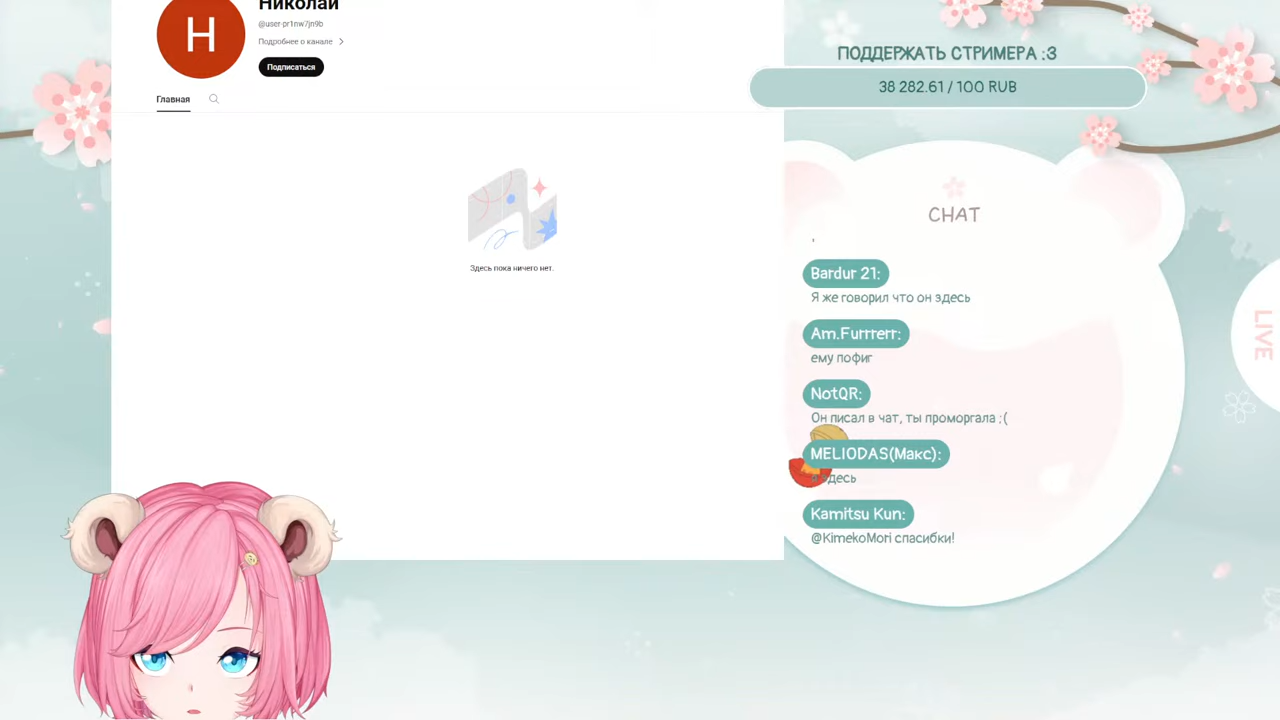 Николай
@user-pr1nw7jn9b
Подробнее о канале
Подписаться
Главная
Здесь пока ничего нет.
H
ПОДДЕРЖАТЬ СТРИМЕРА :3
38 282.61 / 100 RUB
CHAT
Bardur 21:
Я же говорил что он здесь
Am.Furrrerr:
ему пофиг
NotQR:
Он писал в чат, ты проморгала ;(
MELIODAS(Макс):
здесь
Kamitsu Kun:
@KimekoMori спасибки!
LIVE